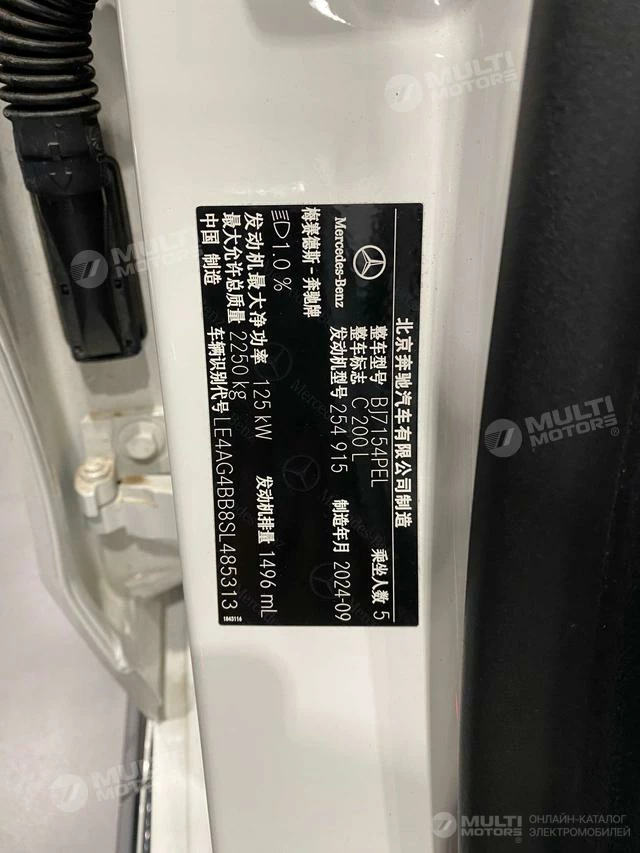 北京奔驰汽车有限公司制造
Mercedes-Benz
梅赛德斯-奔驰牌
整车型号 BJ7154PEL 乘坐人数 5
整车标志 C 200 L
发动机型号 254 915 制造年月 2024-09
1.0 %
发动机最大净功率 125 kW 发动机排量 1496 mL
最大允许总质量 2250 kg
车辆识别代号 LE4AG4BB8SL485313
中国 制造
1843116
MULTI MOTORS®
MULTI MOTORS®
MULTI MOTORS®
MULTI MOTORS®
MULTI MOTORS®
ОНЛАЙН-КАТАЛОГ
ЭЛЕКТРОМОБИЛЕЙ